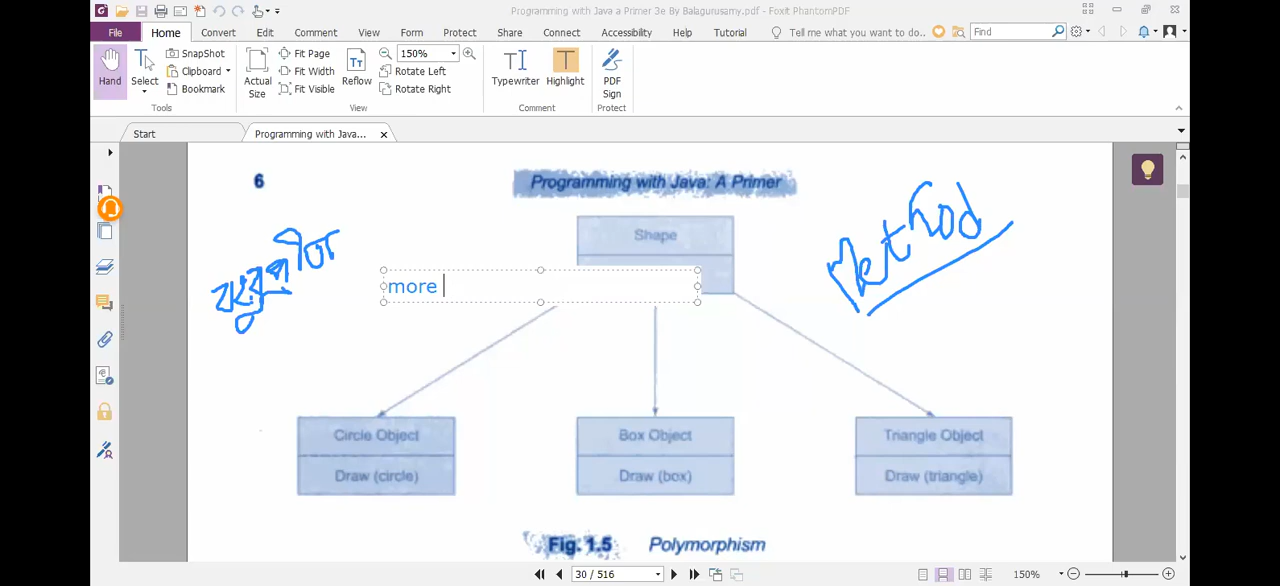 Programming with Java a Primer 3e By Balagurusamy.pdf - Foxit PhantomPDF
File Home Convert Edit Comment View Form Protect Share Connect Accessibility Help Tutorial Tell me what you want to do.. Find
Hand
Select
SnapShot
Clipboard
Bookmark
Tools
Actual
Size
Fit Page
Fit Width
Fit Visible
Reflow
150%
Rotate Left
Rotate Right
View
Typewriter
Highlight
Comment
PDF
Sign
Protect
Start
Programming with Java...
6
Programming with Java: A Primer
Shape
Method
more
Circle Object
Box Object
Triangle Object
Draw (circle)
Draw (box)
Draw (triangle)
Fig. 1.5 Polymorphism
30 / 516
150%